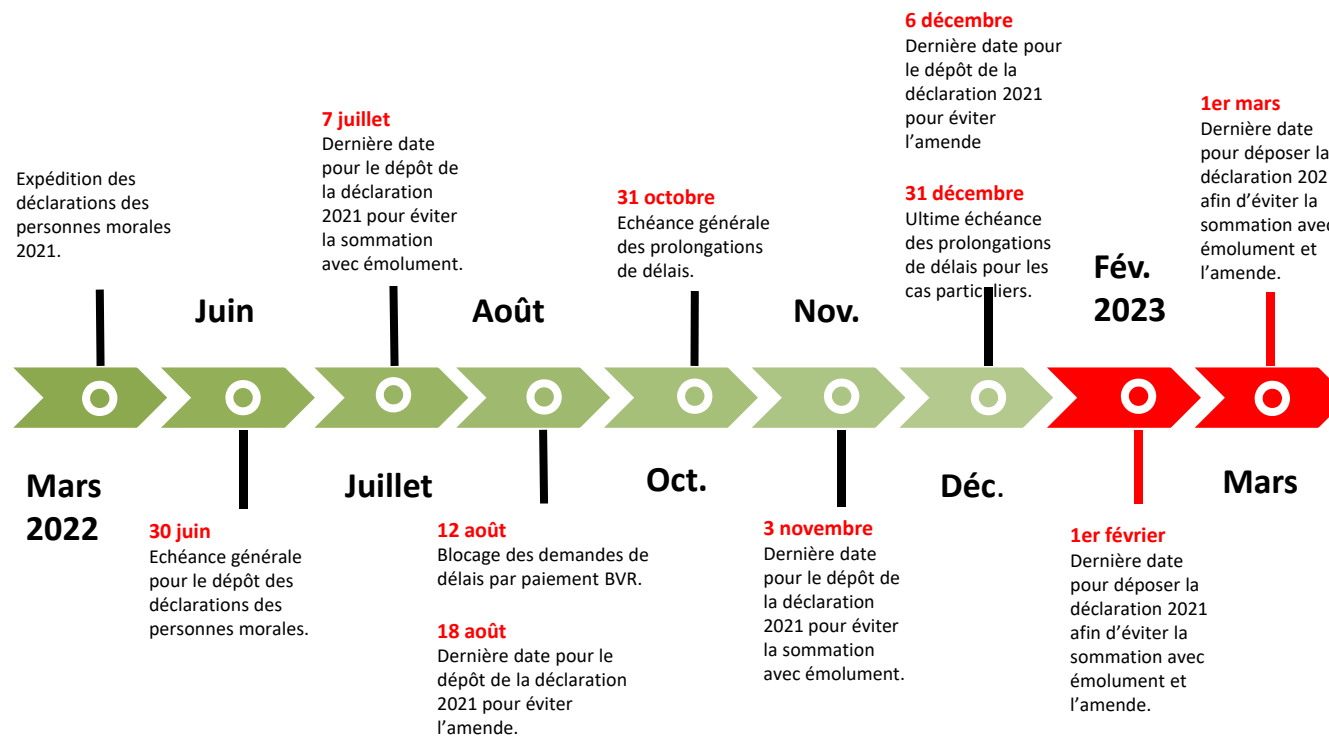 6 décembre
Dernière date pour
le dépôt de la
déclaration 2021
pour éviter
l’amende
31 décembre
Ultime échéance
des prolongations
de délais pour les
cas particuliers.
1er mars
Dernière date
pour déposer la
déclaration
afin d’éviter la
sommation
émolument et
l’amende.
7 juillet
Dernière date
pour le dépôt de
la déclaration
2021 pour éviter
la sommation
avec émolument.
Expédition des
déclarations des
personnes morales
2021.
31 octobre
Echéance générale
des prolongations
de délais.
Juin
Août
Nov.
Fév.
2023
Mars
2022
Juillet
Oct.
Déc.
Mars
30 juin
Echéance générale
pour le dépôt des
déclarations des
personnes morales.
12 août
Blocage des demandes de
délais par paiement BVR.
18 août
Dernière date pour le
dépôt de la déclaration
2021 pour éviter
l’amende.
3 novembre
Dernière date
pour le dépôt de
la déclaration
2021 pour éviter
la sommation
avec émolument.
1er février
Dernière date
pour déposer la
déclaration 2021
afin d’éviter la
sommation avec
émolument et
l’amende.